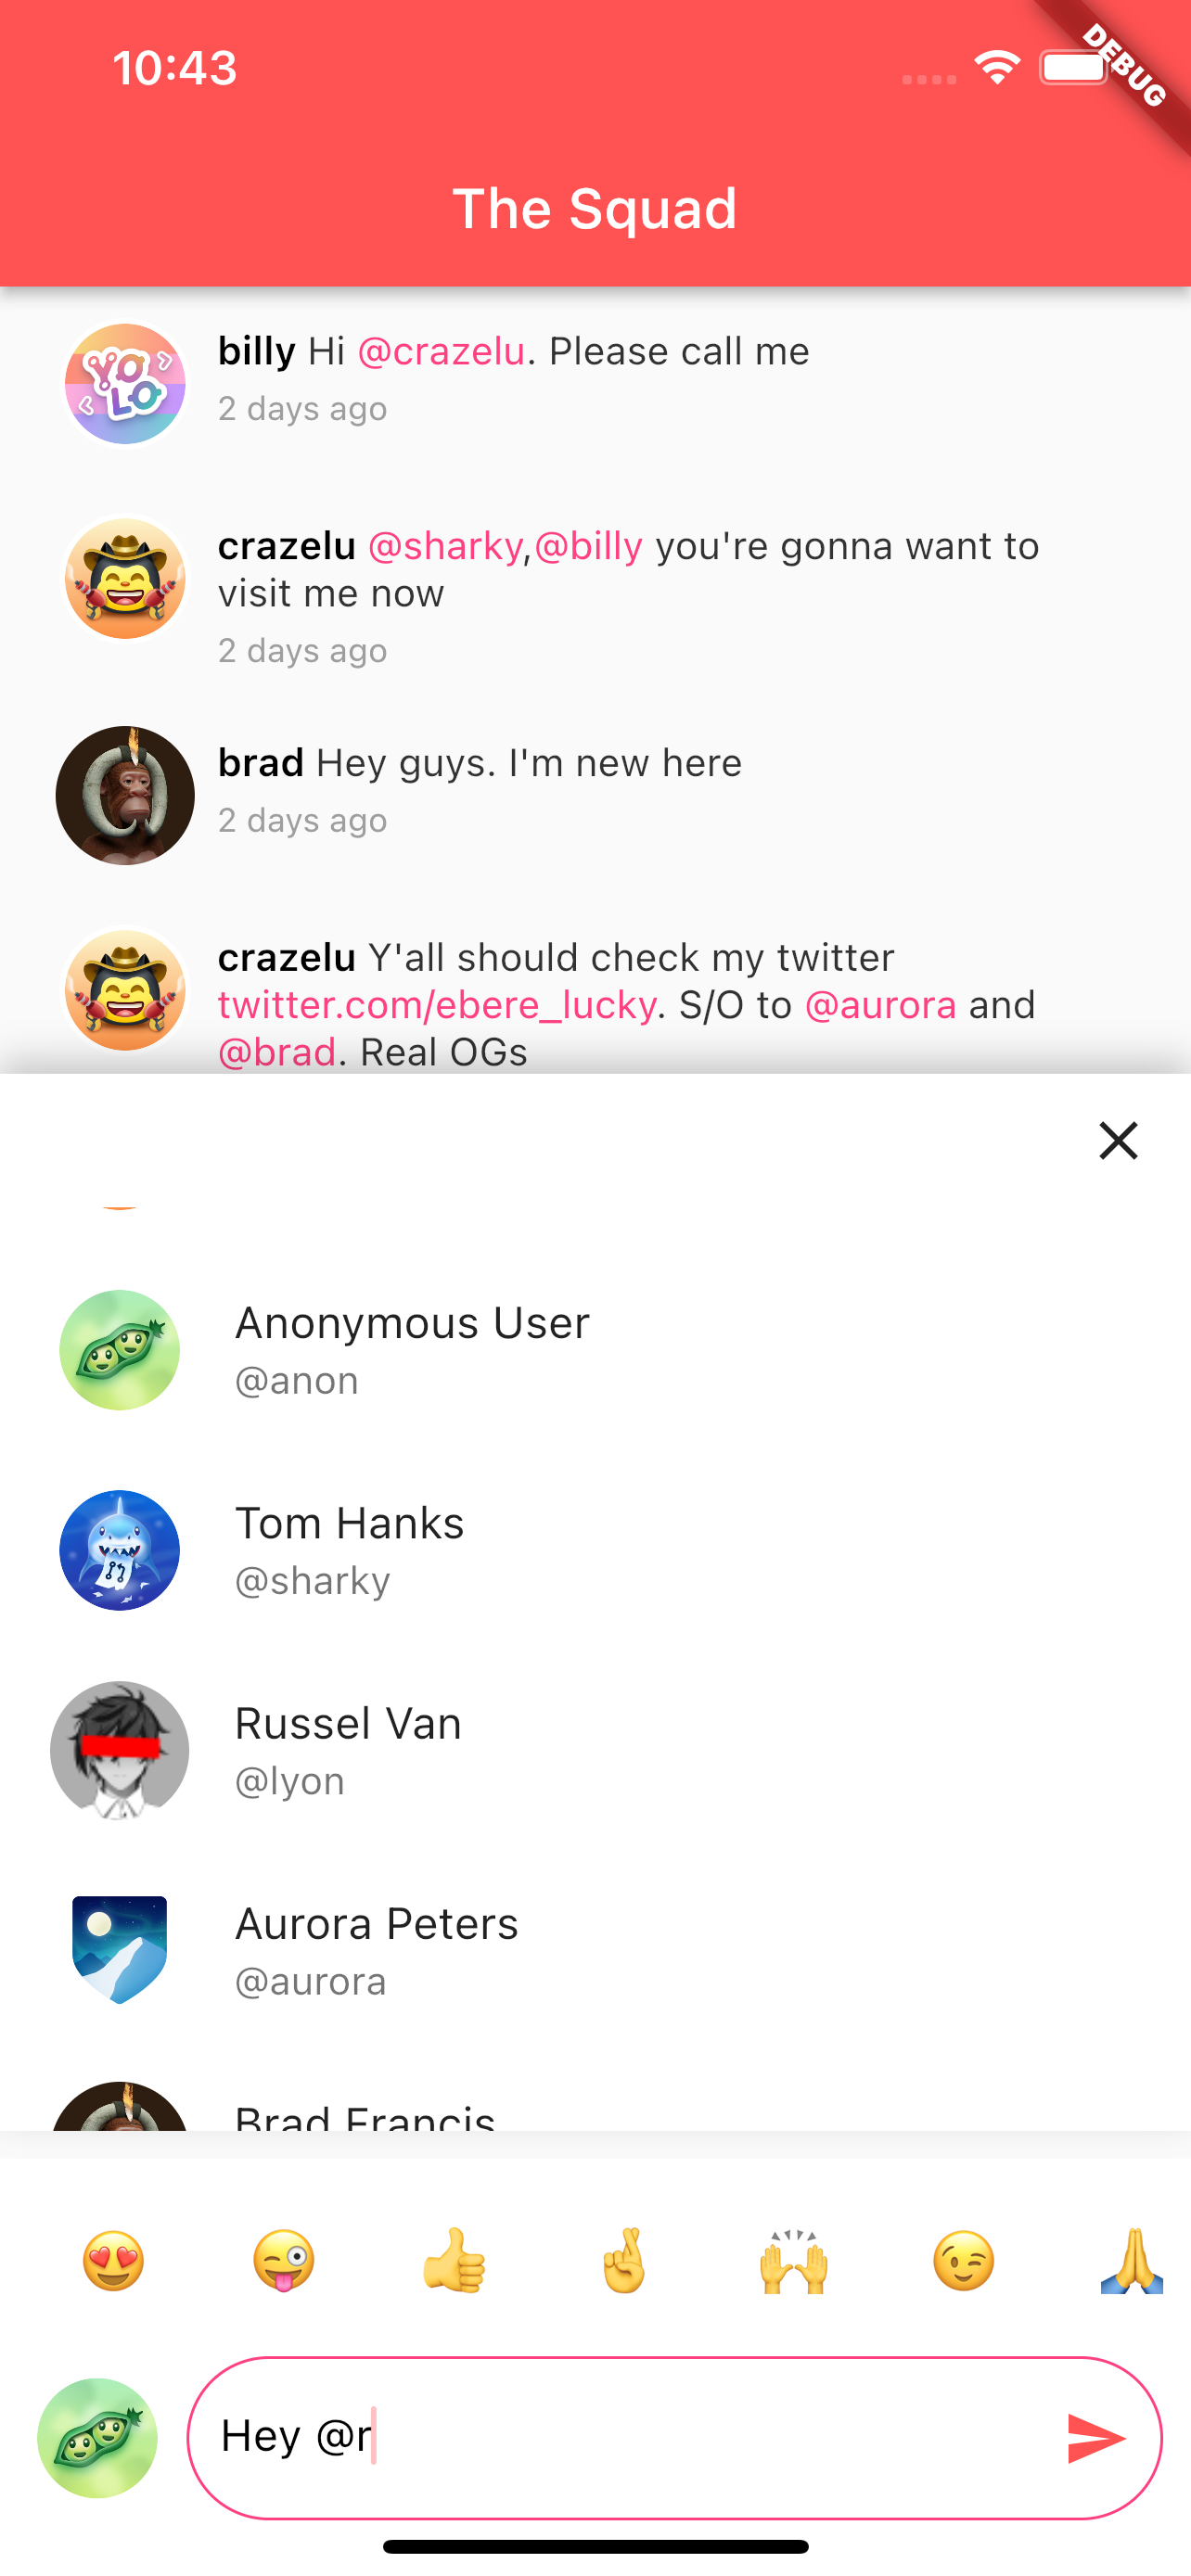 10:43
DEBUG
The Squad
YO
LO
billy Hi @crazelu. Please call me
2 days ago
crazelu @sharky,@billy you're gonna want to
visit me now
2 days ago
brad Hey guys. I'm new here
2 days ago
crazelu Y'all should check my twitter
twitter.com/ebere_lucky. S/O to @aurora and
@brad. Real OGs
Anonymous User
@anon
Tom Hanks
@sharky
Russel Van
@lyon
Aurora Peters
@aurora
Brad Francis
Hey @r